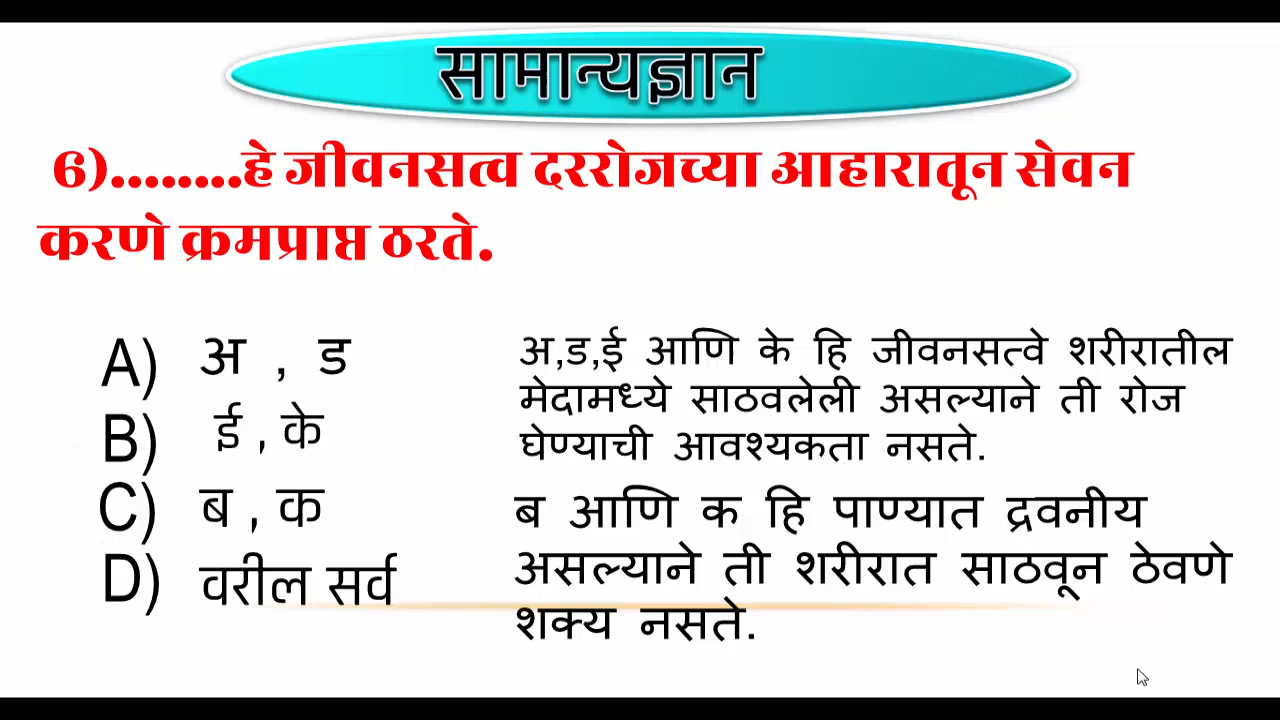 सामान्यज्ञान
6)........हे जीवनसत्व दररोजच्या आहारातून सेवन
करणे क्रमप्राप्त ठरते.
A) अ , ड
B) ई , के
C) ब , क
D) वरील सर्व
अ,ड,ई आणि के हि जीवनसत्वे शरीरातील
मेदामध्ये साठवलेली असल्याने ती रोज
घेण्याची आवश्यकता नसते.
ब आणि क हि पाण्यात द्रवनीय
असल्याने ती शरीरात साठवून ठेवणे
शक्य नसते.